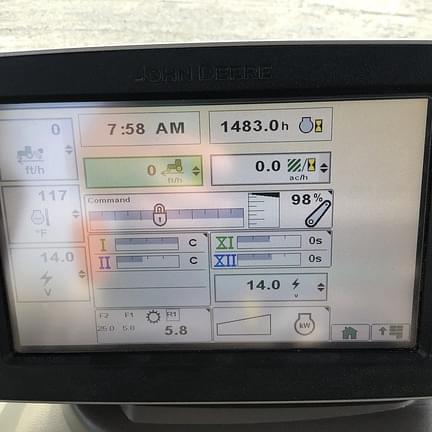 JOHN DEERE
0
ft/h
7:58 AM
1483.0 h
0
ft/h
0.0
ac/h
117
°F
Command
98%
14.0
V
I C
II C
XI 0s
XII 0s
14.0
V
F2 F1 R1
25.0 5.0 5.8
kW